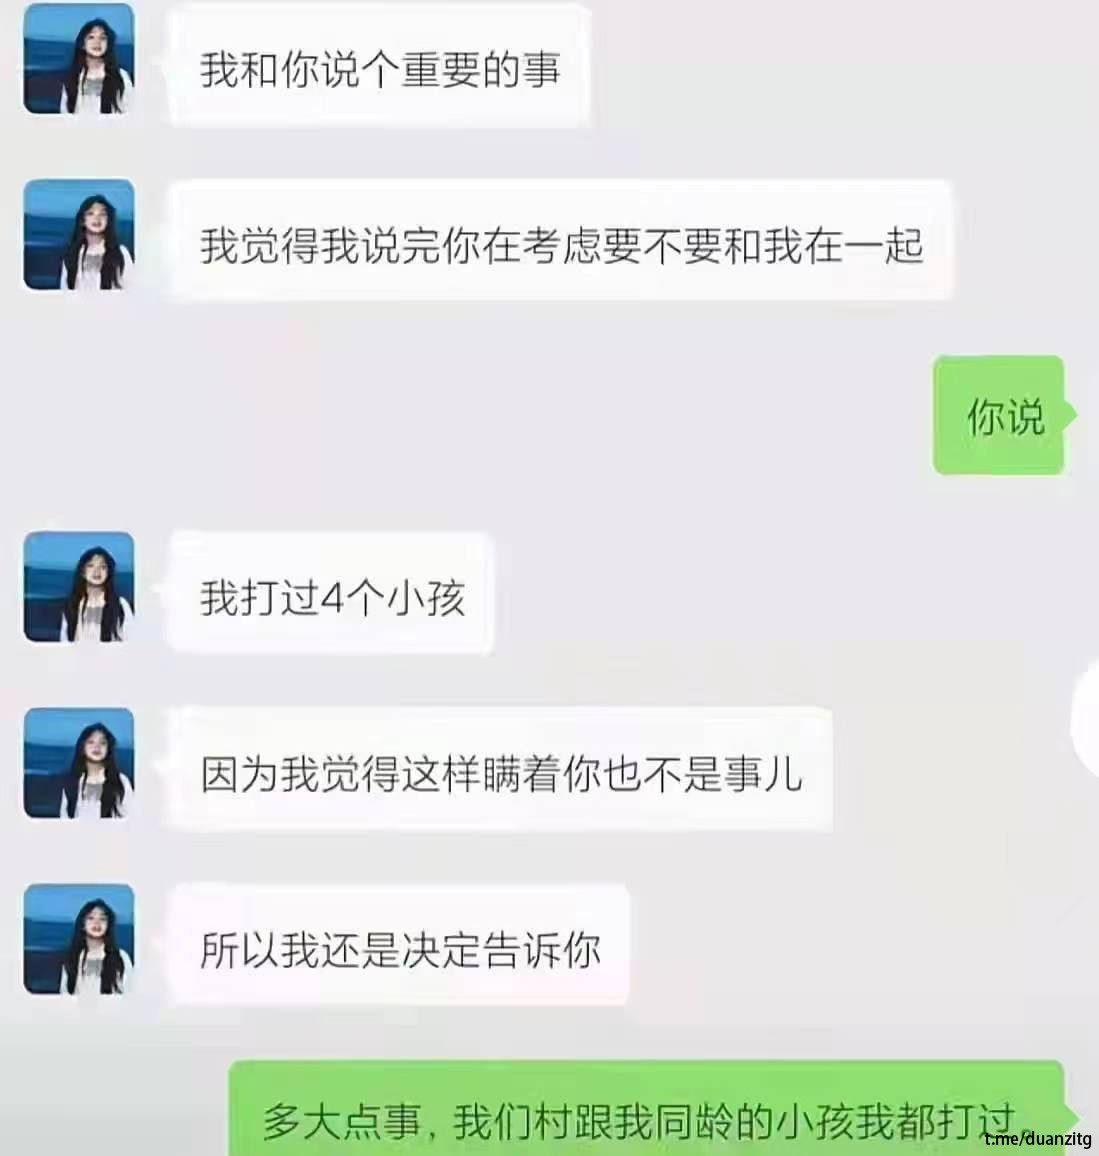 我和你说个重要的事
我觉得我说完你在考虑要不要和我在一起
你说
我打过4个小孩
因为我觉得这样瞒着你也不是事儿
所以我还是决定告诉你
多大点事,我们村跟我同龄的小孩我都打过。
t.me/duanzitg